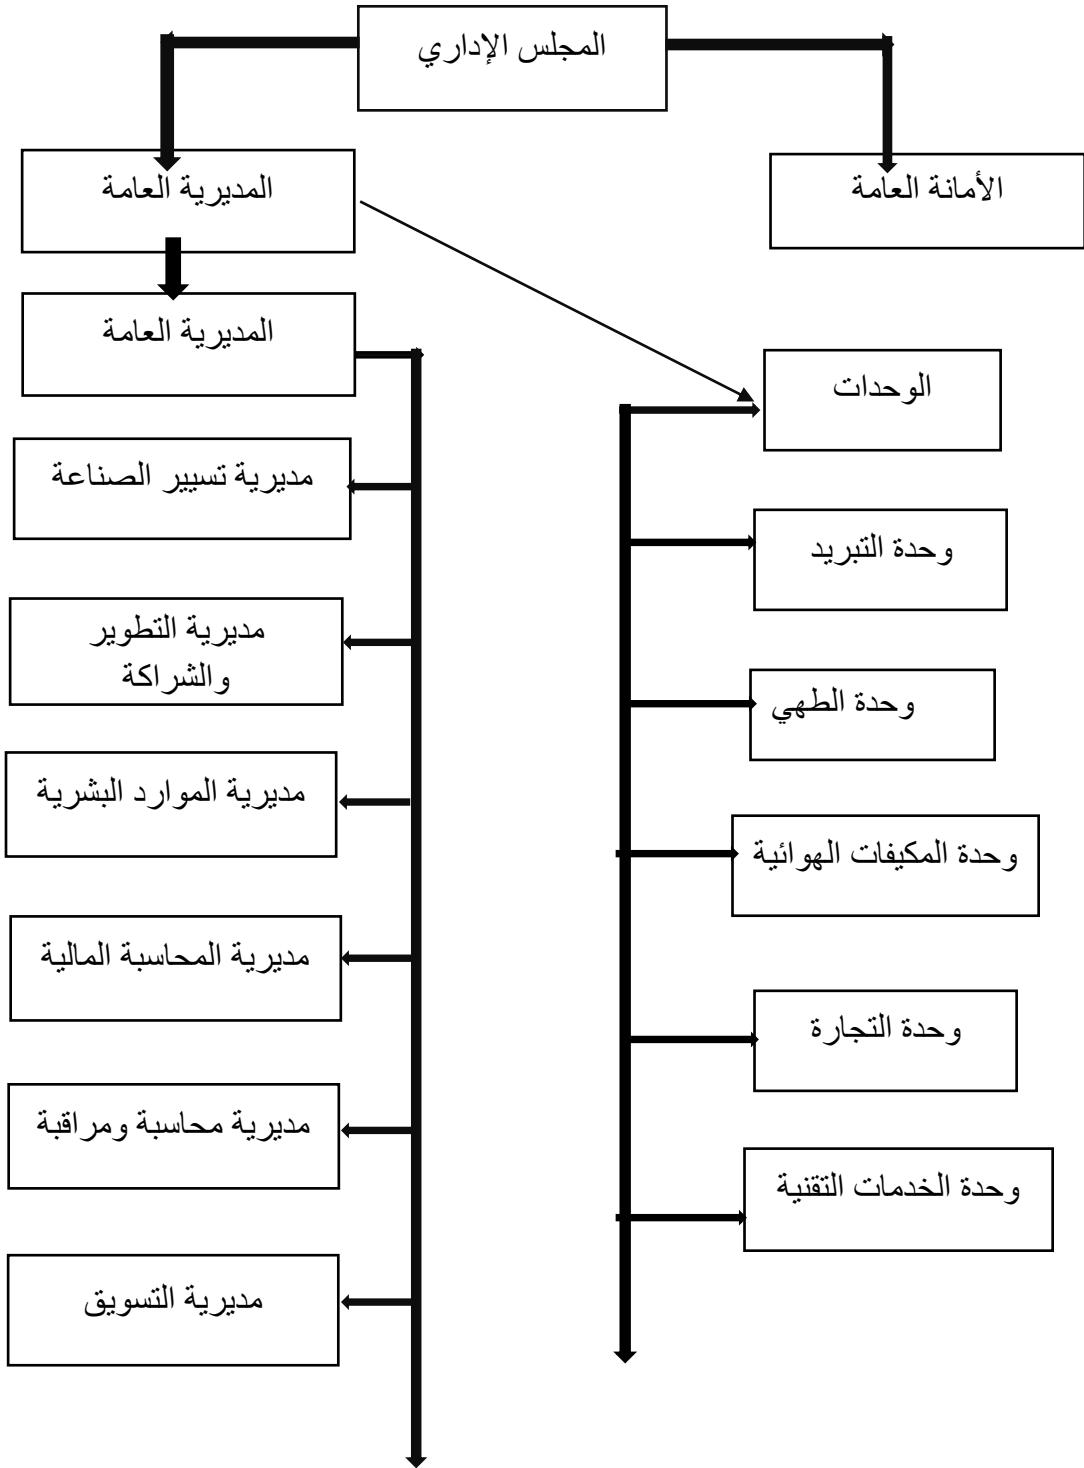 المجلس الإداري
الأمانة العامة
المديرية العامة
المديرية العامة
الوحدات
مديرية تسيير الصناعة
وحدة التبريد
مديرية التطوير
والشراكة
وحدة الطهي
مديرية الموارد البشرية
وحدة المكيفات الهوائية
مديرية المحاسبة المالية
وحدة التجارة
مديرية محاسبة ومراقبة
وحدة الخدمات التقنية
مديرية التسويق